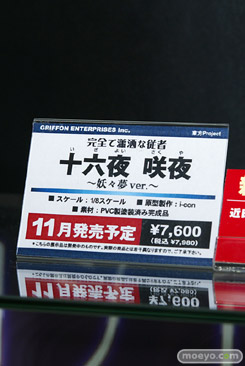 GRIFFON ENTERPRISES Inc. 東方Project
完全で瀟洒な従者
いざよい さくや
十六夜 咲夜
～妖々夢ver.～
■スケール：1/8スケール ■原型製作：i-con
■素材：PVC製塗装済み完成品
11月発売予定 ¥7,600
(税込 ¥7,980)
moeyo.com